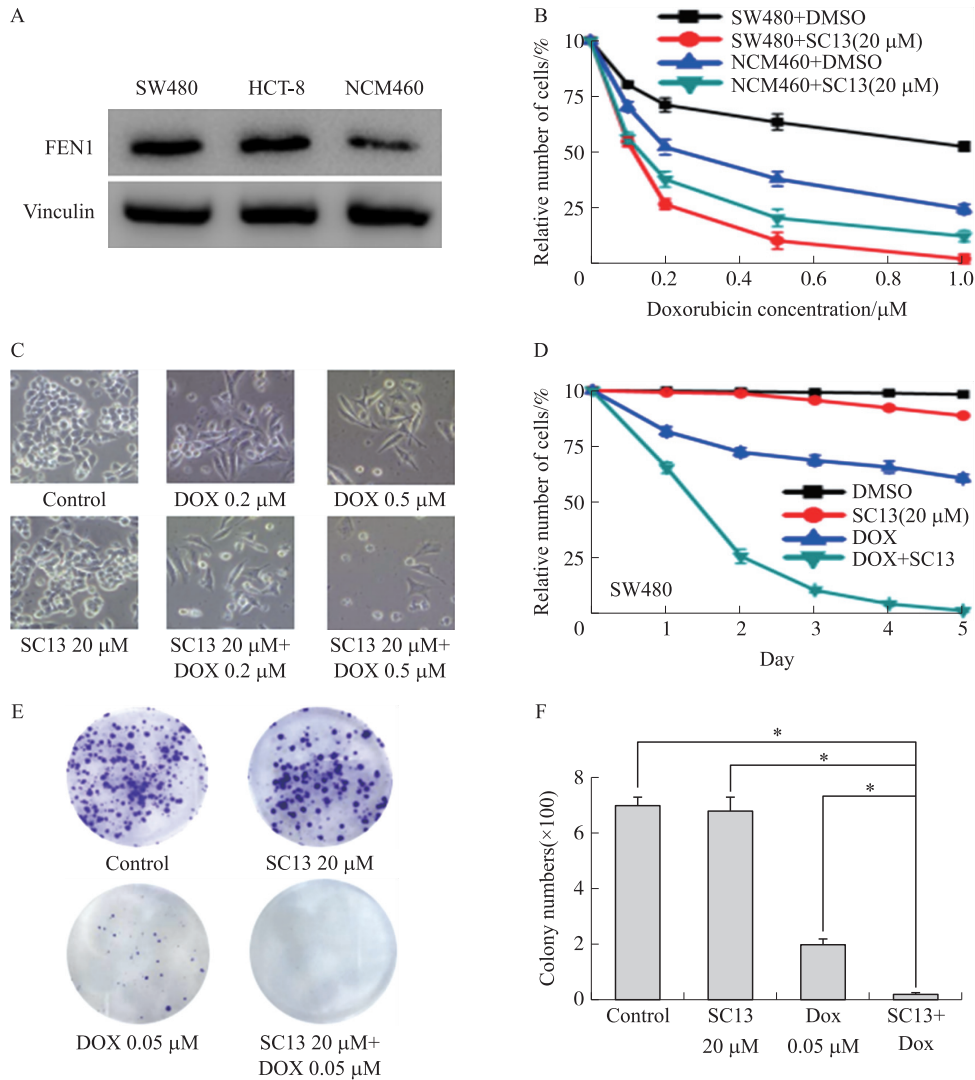 A
SW480 HCT-8 NCM460
FEN1
Vinculin
B
SW480+DMSO
SW480+SC13(20 μM)
NCM460+DMSO
NCM460+SC13(20 μM)
Relative number of cells/%
10
75
50
25
0
0.2 0.4 0.6 0.8 1.0
Doxorubicin concentration/μM
C
Control DOX 0.2 μM DOX 0.5 μM
SC13 20 μM SC13 20 μM+ SC13 20 μM+
DOX 0.2 μM DOX 0.5 μM
D
Relative number of cells/%
10
75
50
25
0
DMSO
SC13(20 μM)
DOX
DOX+SC13
SW480
1 2 3 4 5
Day
E
Control SC13 20 μM
DOX 0.05 μM SC13 20 μM+
DOX 0.05 μM
F
*
*
*
Colony numbers(×100)
8
6
4
2
0
Control SC13 Dox SC13+
20 μM 0.05 μM Dox